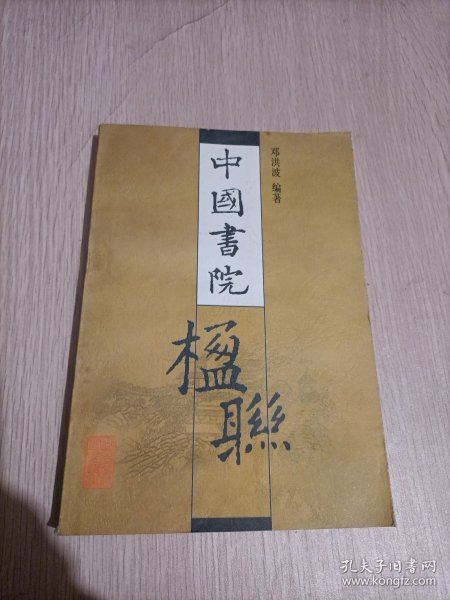 中國書院
楹聯
邓洪波 编著
孔夫子旧书网
www.kongfz.com